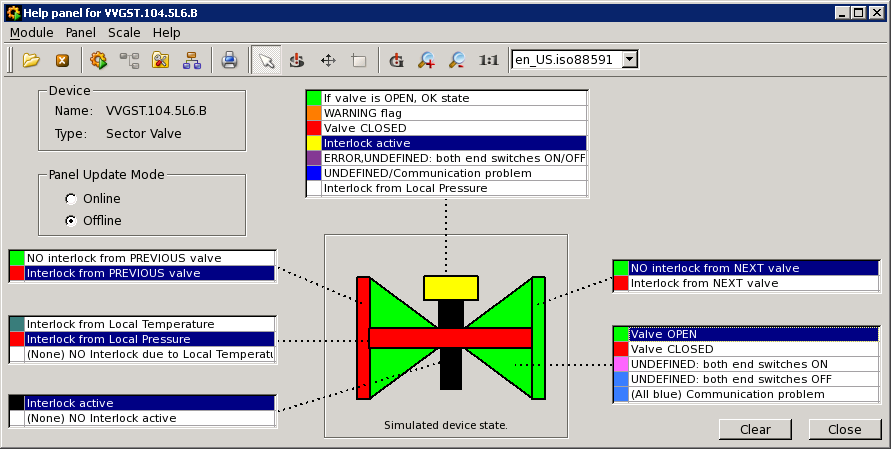 Help panel for VVGST.104.5L6.B
Module Panel Scale Help
1:1 en_US.iso88591
Device
Name: VVGST.104.5L6.B
Type: Sector Valve
If valve is OPEN, OK state
WARNING flag
Valve CLOSED
Interlock active
ERROR,UNDEFINED: both end switches ON/OFF
UNDEFINED/Communication problem
Interlock from Local Pressure
Panel Update Mode
Online
Offline
NO interlock from PREVIOUS valve
Interlock from PREVIOUS valve
NO interlock from NEXT valve
Interlock from NEXT valve
Interlock from Local Temperature
Interlock from Local Pressure
(None) NO Interlock due to Local Temperatu
Valve OPEN
Valve CLOSED
UNDEFINED: both end switches ON
UNDEFINED: both end switches OFF
(All blue) Communication problem
Interlock active
(None) NO Interlock active
Simulated device state.
Clear Close